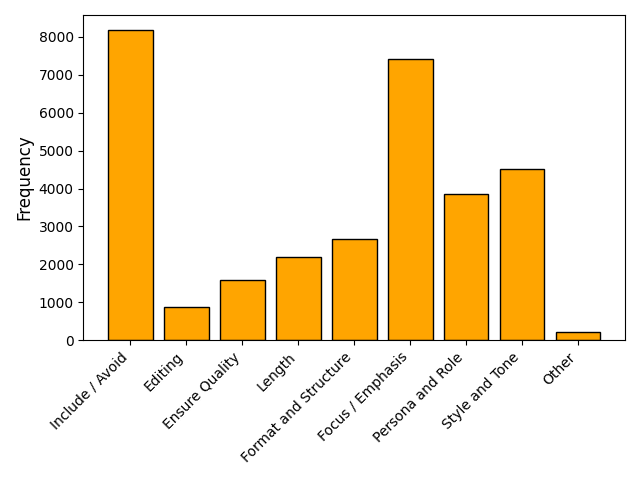 Frequency
8000
7000
6000
5000
4000
3000
2000
1000
0
Include / Avoid
Editing
Ensure Quality
Length
Format and Structure
Focus / Emphasis
Persona and Role
Style and Tone
Other